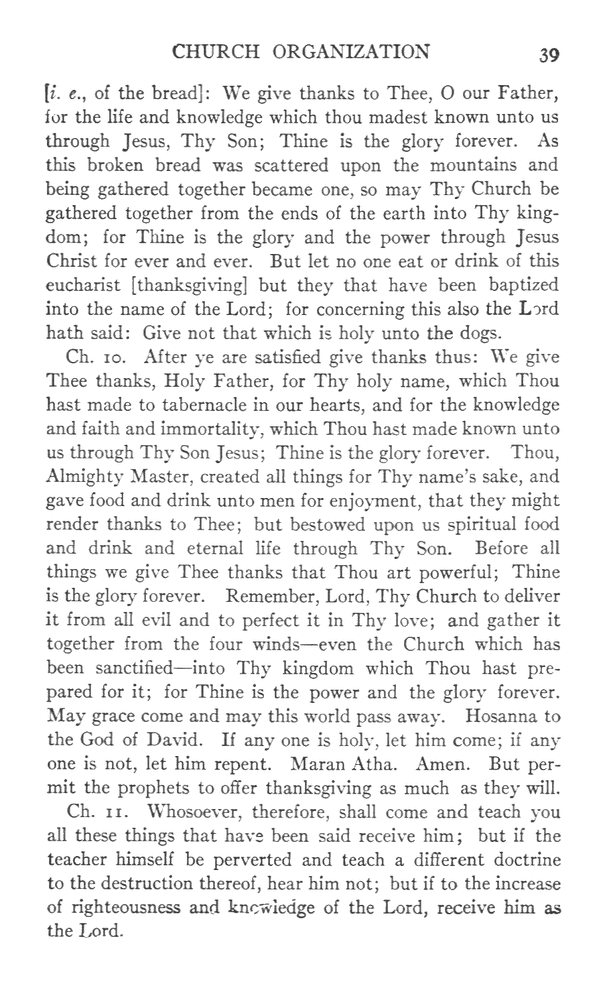 CHURCH ORGANIZATION 39
[i. e., of the bread]: We give thanks to Thee, O our Father,
for the life and knowledge which thou madest known unto us
through Jesus, Thy Son; Thine is the glory forever. As
this broken bread was scattered upon the mountains and
being gathered together became one, so may Thy Church be
gathered together from the ends of the earth into Thy king-
dom; for Thine is the glory and the power through Jesus
Christ for ever and ever. But let no one eat or drink of this
eucharist [thanksgiving] but they that have been baptized
into the name of the Lord; for concerning this also the Lord
hath said: Give not that which is holy unto the dogs.
Ch. 10. After ye are satisfied give thanks thus: We give
Thee thanks, Holy Father, for Thy holy name, which Thou
hast made to tabernacle in our hearts, and for the knowledge
and faith and immortality, which Thou hast made known unto
us through Thy Son Jesus; Thine is the glory forever. Thou,
Almighty Master, created all things for Thy name's sake, and
gave food and drink unto men for enjoyment, that they might
render thanks to Thee; but bestowed upon us spiritual food
and drink and eternal life through Thy Son. Before all
things we give Thee thanks that Thou art powerful; Thine
is the glory forever. Remember, Lord, Thy Church to deliver
it from all evil and to perfect it in Thy love; and gather it
together from the four winds—even the Church which has
been sanctified—into Thy kingdom which Thou hast pre-
pared for it; for Thine is the power and the glory forever.
May grace come and may this world pass away. Hosanna to
the God of David. If any one is holy, let him come; if any
one is not, let him repent. Maran Atha. Amen. But per-
mit the prophets to offer thanksgiving as much as they will.
Ch. 11. Whosoever, therefore, shall come and teach you
all these things that have been said receive him; but if the
teacher himself be perverted and teach a different doctrine
to the destruction thereof, hear him not; but if to the increase
of righteousness and knowledge of the Lord, receive him as
the Lord.